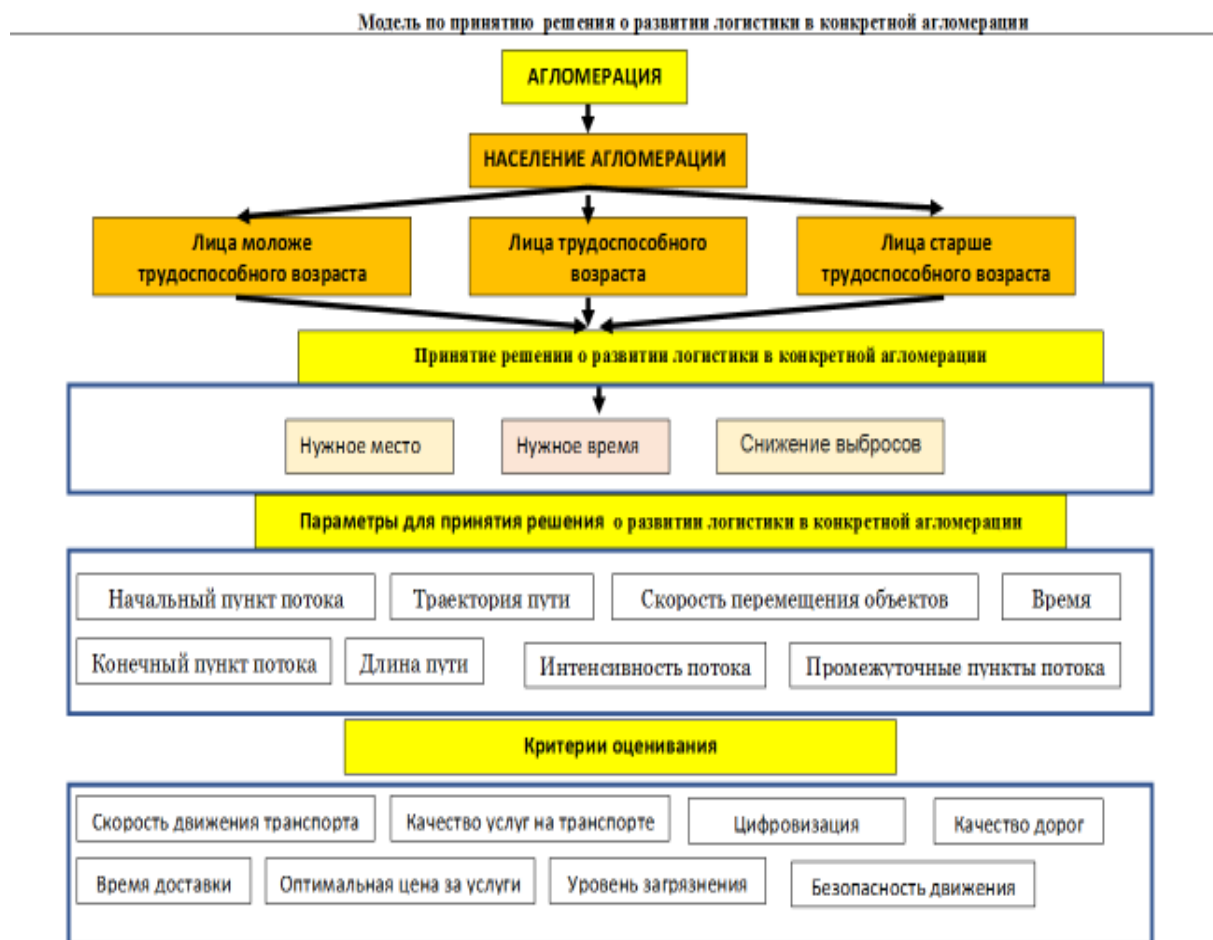 Модель по принятию решения о развитии логистики в конкретной агломерации
АГЛОМЕРАЦИЯ
НАСЕЛЕНИЕ АГЛОМЕРАЦИИ
Лица моложе
трудоспособного возраста
Лица трудоспособного
возраста
Лица старше
трудоспособного возраста
Принятие решении о развитии логистики в конкретной агломерации
Нужное место
Нужное время
Снижение выбросов
Параметры для принятия решения о развитии логистики в конкретной агломерации
Начальный пункт потока
Траектория пути
Скорость перемещения объектов
Время
Конечный пункт потока
Длина пути
Интенсивность потока
Промежуточные пункты потока
Критерии оценивания
Скорость движения транспорта
Качество услуг на транспорте
Цифровизация
Качество дорог
Время доставки
Оптимальная цена за услуги
Уровень загрязнения
Безопасность движения